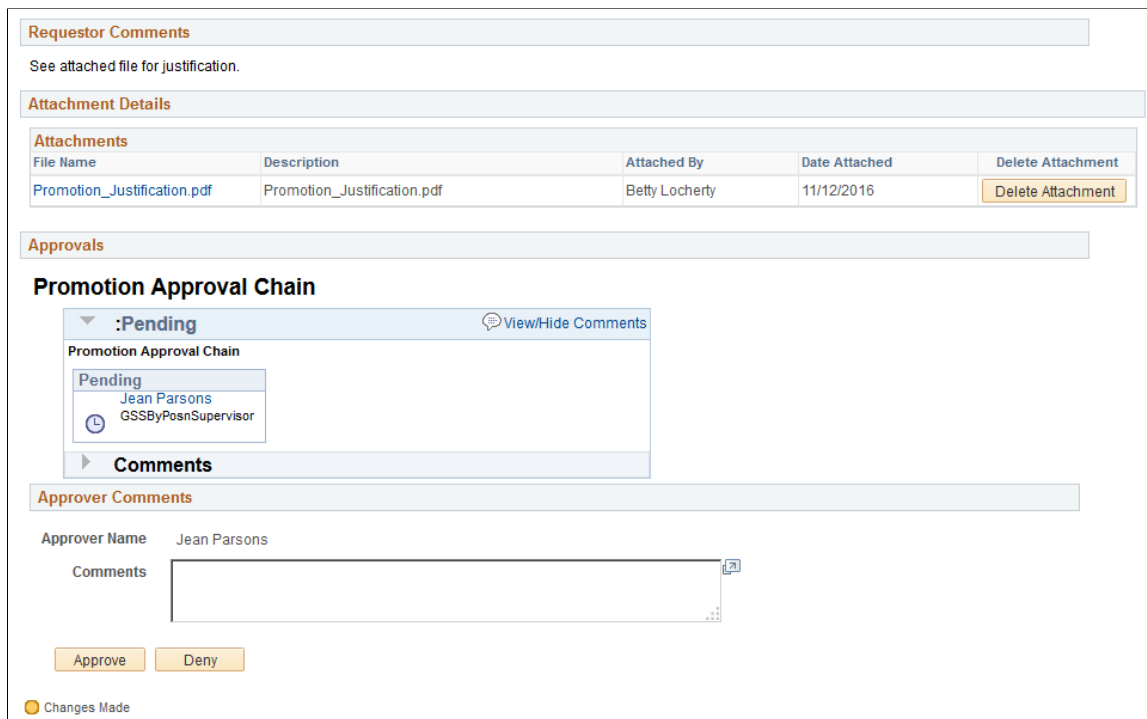 Requestor Comments
See attached file for justification.
Attachment Details
Attachments
File Name Description Attached By Date Attached Delete Attachment
Promotion_Justification.pdf Promotion_Justification.pdf Betty Locherty 11/12/2016 Delete Attachment
Approvals
Promotion Approval Chain
:Pending View/Hide Comments
Promotion Approval Chain
Pending
Jean Parsons
GSSByPosnSupervisor
Comments
Approver Comments
Approver Name Jean Parsons
Comments
Approve Deny
Changes Made